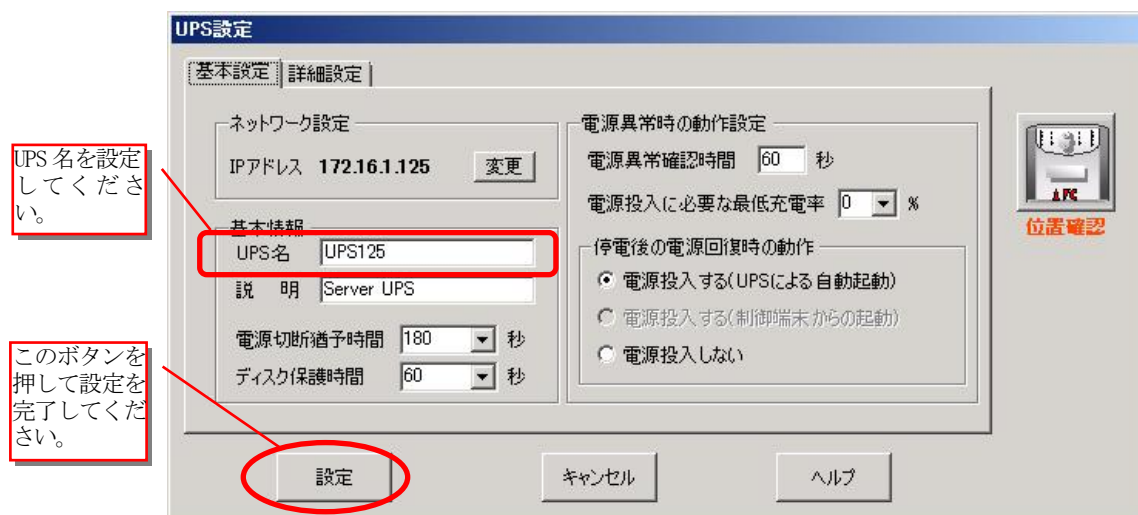 UPS設定
基本設定
詳細設定
ネットワーク設定
IPアドレス 172.16.1.125 変更
基本情報
UPS名 UPS125
説 明 Server UPS
電源切断猶予時間 180 秒
ディスク保護時間 60 秒
電源異常時の動作設定
電源異常確認時間 60 秒
電源投入に必要な最低充電率 0 %
停電後の電源回復時の動作
電源投入する(UPSによる自動起動)
電源投入する(制御端末からの起動)
電源投入しない
APC
位置確認
設定
キャンセル
ヘルプ
UPS 名を設定
してくださ
い。
このボタンを
押して設定を
完了してくだ
さい。